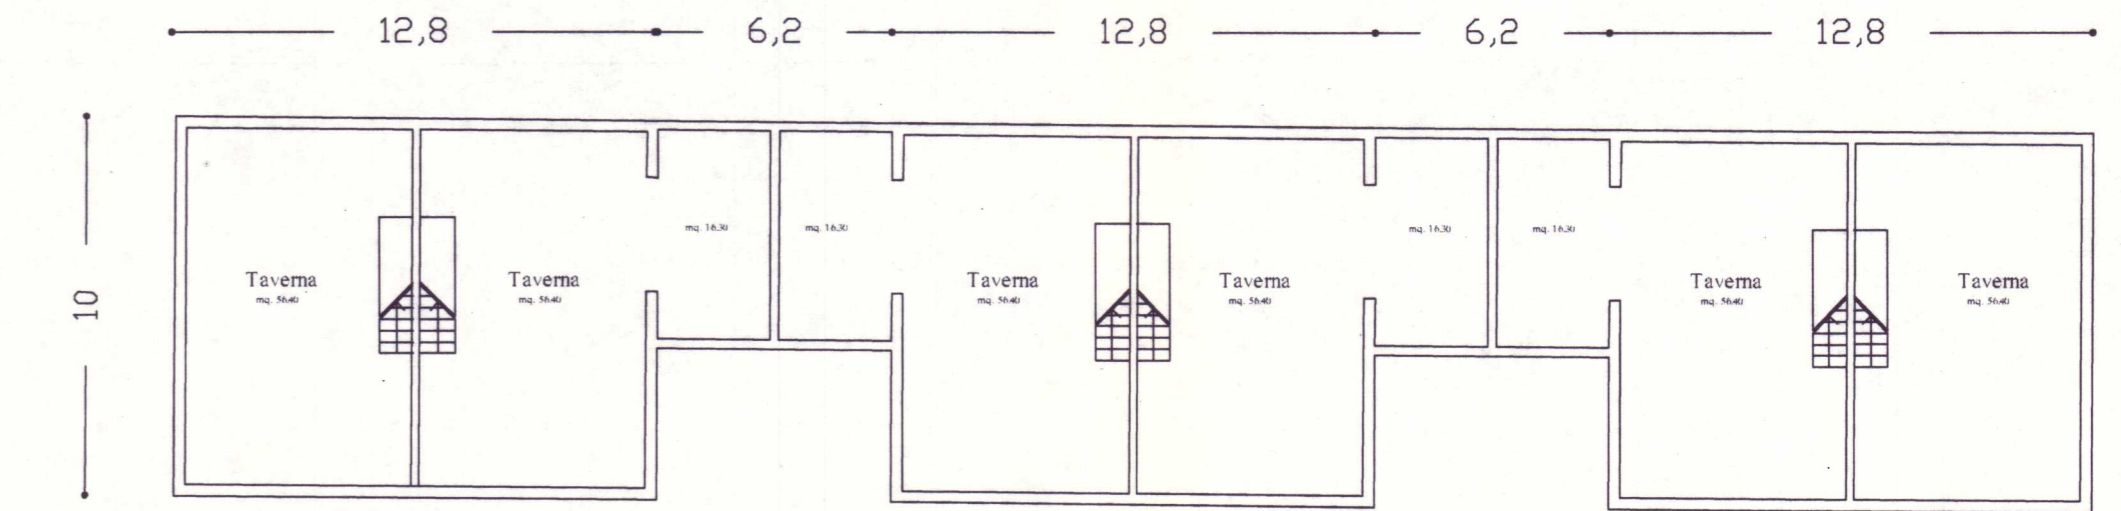 12,8 6,2 12,8 6,2 12,8
mq. 16.30 mq. 16.30 mq. 16.30 mq. 16.30
Taverna Taverna Taverna Taverna Taverna Taverna
mq. 56.40 mq. 56.40 mq. 56.40 mq. 56.40 mq. 56.40 mq. 56.40
10